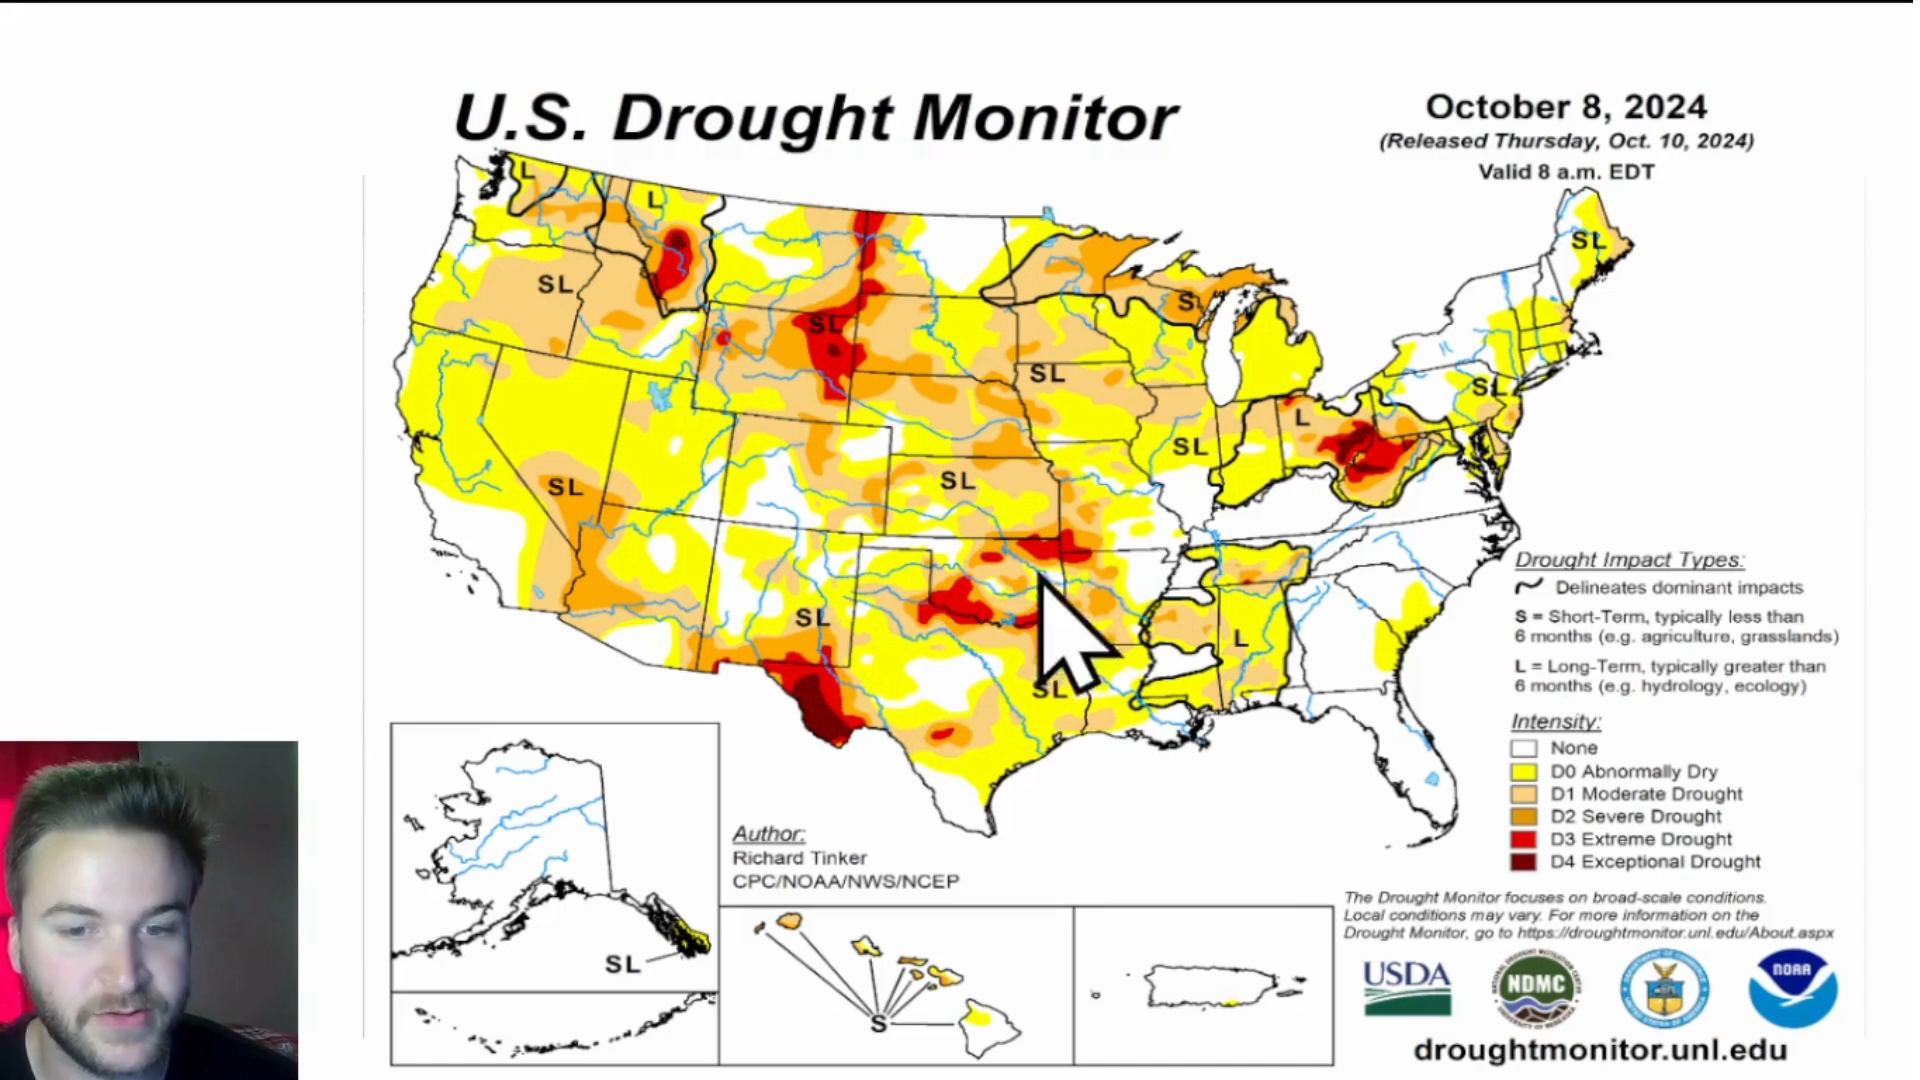 U.S. Drought Monitor
October 8, 2024
(Released Thursday, Oct. 10, 2024)
Valid 8 a.m. EDT
L
L
SL
SL
SL
S
SL
SL
L
SL
SL
SL
SL
SL
L
SL
Drought Impact Types:
Delineates dominant impacts
S = Short-Term, typically less than
6 months (e.g. agriculture, grasslands)
L = Long-Term, typically greater than
6 months (e.g. hydrology, ecology)
Intensity:
None
D0 Abnormally Dry
D1 Moderate Drought
D2 Severe Drought
D3 Extreme Drought
D4 Exceptional Drought
Author:
Richard Tinker
CPC/NOAA/NWS/NCEP
SL
S
The Drought Monitor focuses on broad-scale conditions.
Local conditions may vary. For more information on the
Drought Monitor, go to https://droughtmonitor.unl.edu/About.aspx
USDA
NDMC
NOAA
droughtmonitor.unl.edu